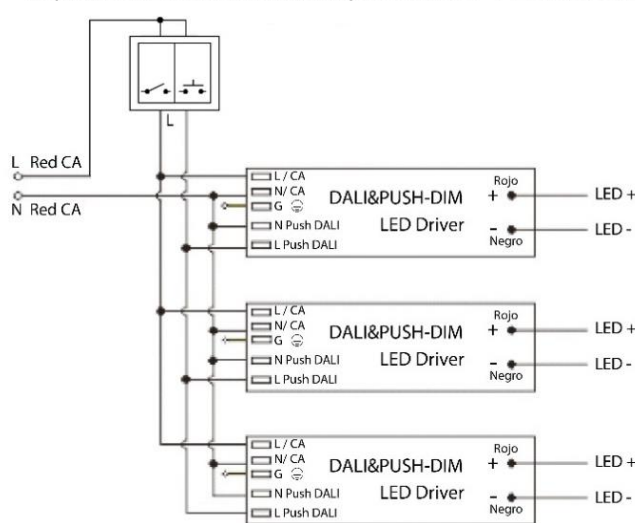 L
L Red CA
N Red CA
L / CA
N/ CA
G
N Push DALI
L Push DALI
DALI&PUSH-DIM
LED Driver
Rojo
+
-
Negro
LED +
LED -
L / CA
N/ CA
G
N Push DALI
L Push DALI
DALI&PUSH-DIM
LED Driver
Rojo
+
-
Negro
LED +
LED -
L / CA
N/ CA
G
N Push DALI
L Push DALI
DALI&PUSH-DIM
LED Driver
Rojo
+
-
Negro
LED +
LED -